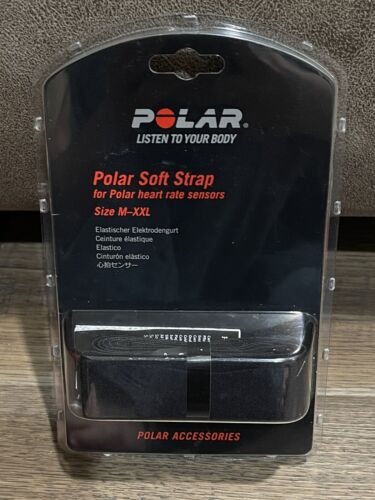 POLAR®
LISTEN TO YOUR BODY
Polar Soft Strap
for Polar heart rate sensors
Size M–XXL
Elastischer Elektrodengurt
Ceinture élastique
Elastico
Cinturón elástico
心拍センサー
POLAR ACCESSORIES